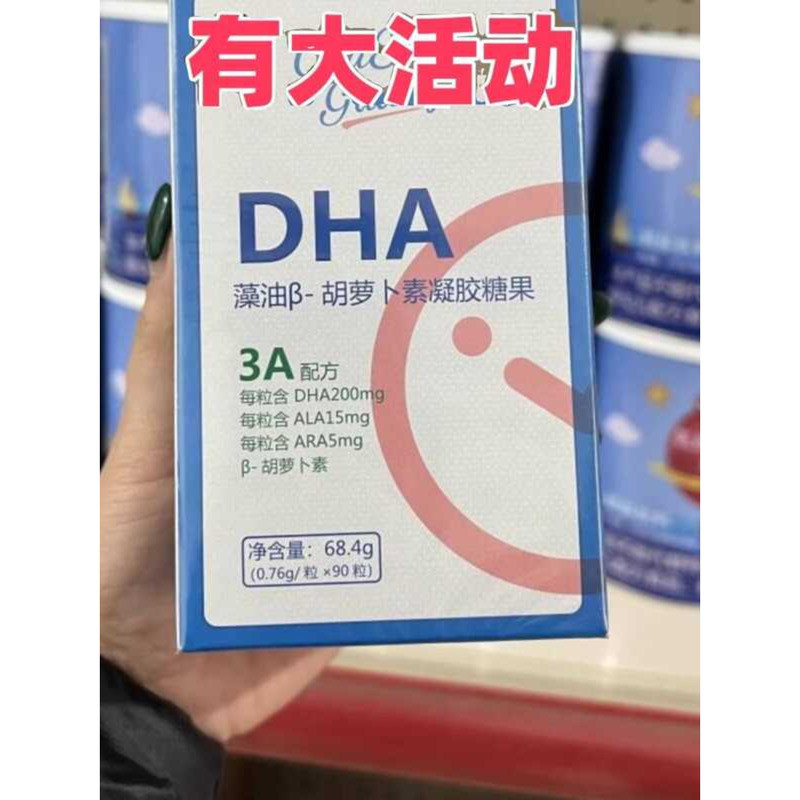 有大活动
DHA
藻油β- 胡萝卜素凝胶糖果
3A 配方
每粒含 DHA200mg
每粒含 ALA15mg
每粒含 ARA5mg
β- 胡萝卜素
净含量：68.4g
(0.76g/ 粒 ×90 粒)